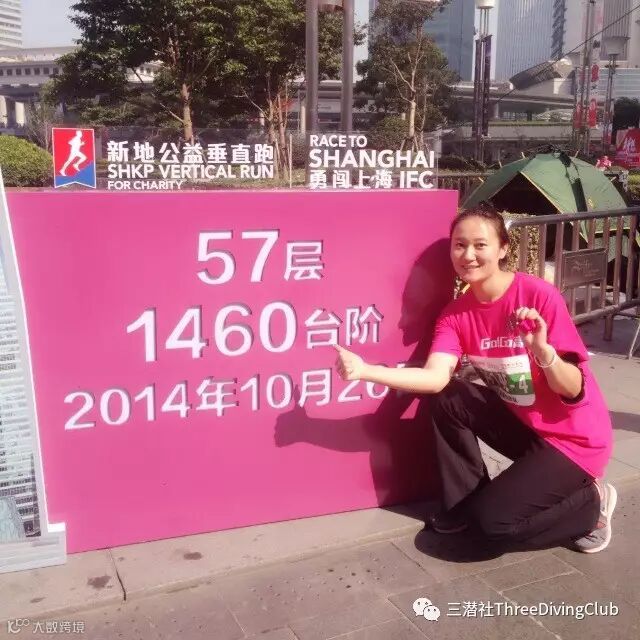 新地公益垂直跑
SHKP VERTICAL RUN
FOR CHARITY
RACE TO
SHANGHAI
勇闯上海 IFC
57层
1460台阶
2014年10月26
4
三潜社ThreeDivingClub
大数跨境